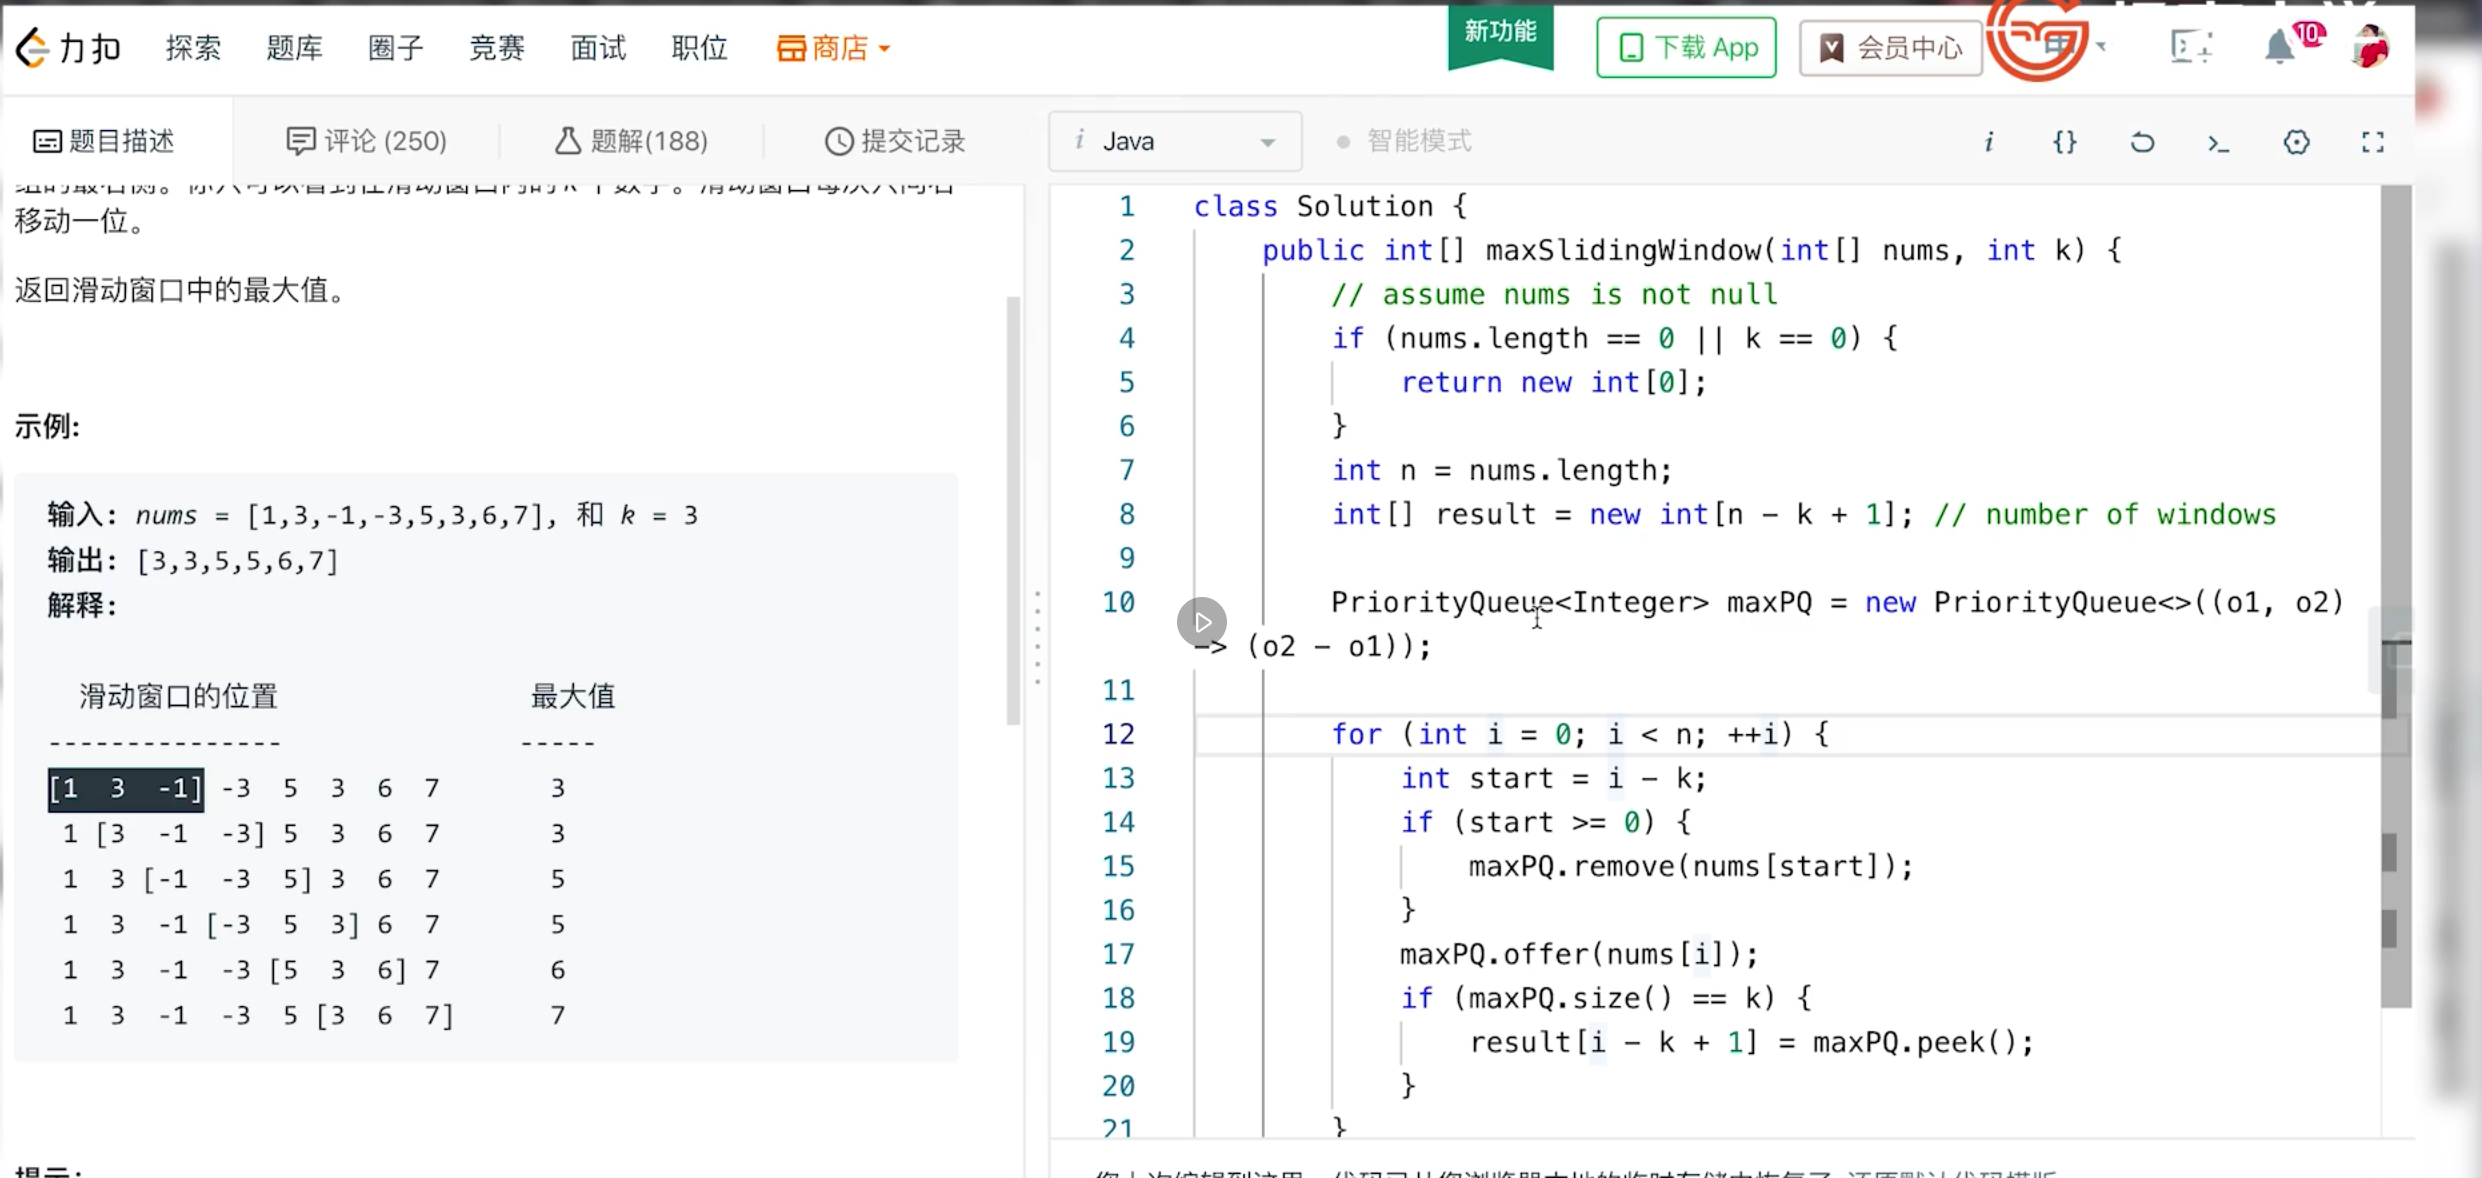 力扣 探索 题库 圈子 竞赛 面试 职位 商店 新功能 下载 App 会员中心 10
题目描述 评论 (250) 题解(188) 提交记录 i Java 智能模式 i {} >_
移动一位。
返回滑动窗口中的最大值。
示例:
输入: nums = [1,3,-1,-3,5,3,6,7], 和 k = 3
输出: [3,3,5,5,6,7]
解释:
滑动窗口的位置 最大值
--------------- -----
[1 3 -1] -3 5 3 6 7 3
1 [3 -1 -3] 5 3 6 7 3
1 3 [-1 -3 5] 3 6 7 5
1 3 -1 [-3 5 3] 6 7 5
1 3 -1 -3 [5 3 6] 7 6
1 3 -1 -3 5 [3 6 7] 7
提示:
1 class Solution {
2 public int[] maxSlidingWindow(int[] nums, int k) {
3 // assume nums is not null
4 if (nums.length == 0 || k == 0) {
5 return new int[0];
6 }
7 int n = nums.length;
8 int[] result = new int[n - k + 1]; // number of windows
9
10 PriorityQueue<Integer> maxPQ = new PriorityQueue<>((o1, o2)
-> (o2 - o1));
11
12 for (int i = 0; i < n; ++i) {
13 int start = i - k;
14 if (start >= 0) {
15 maxPQ.remove(nums[start]);
16 }
17 maxPQ.offer(nums[i]);
18 if (maxPQ.size() == k) {
19 result[i - k + 1] = maxPQ.peek();
20 }
21 }